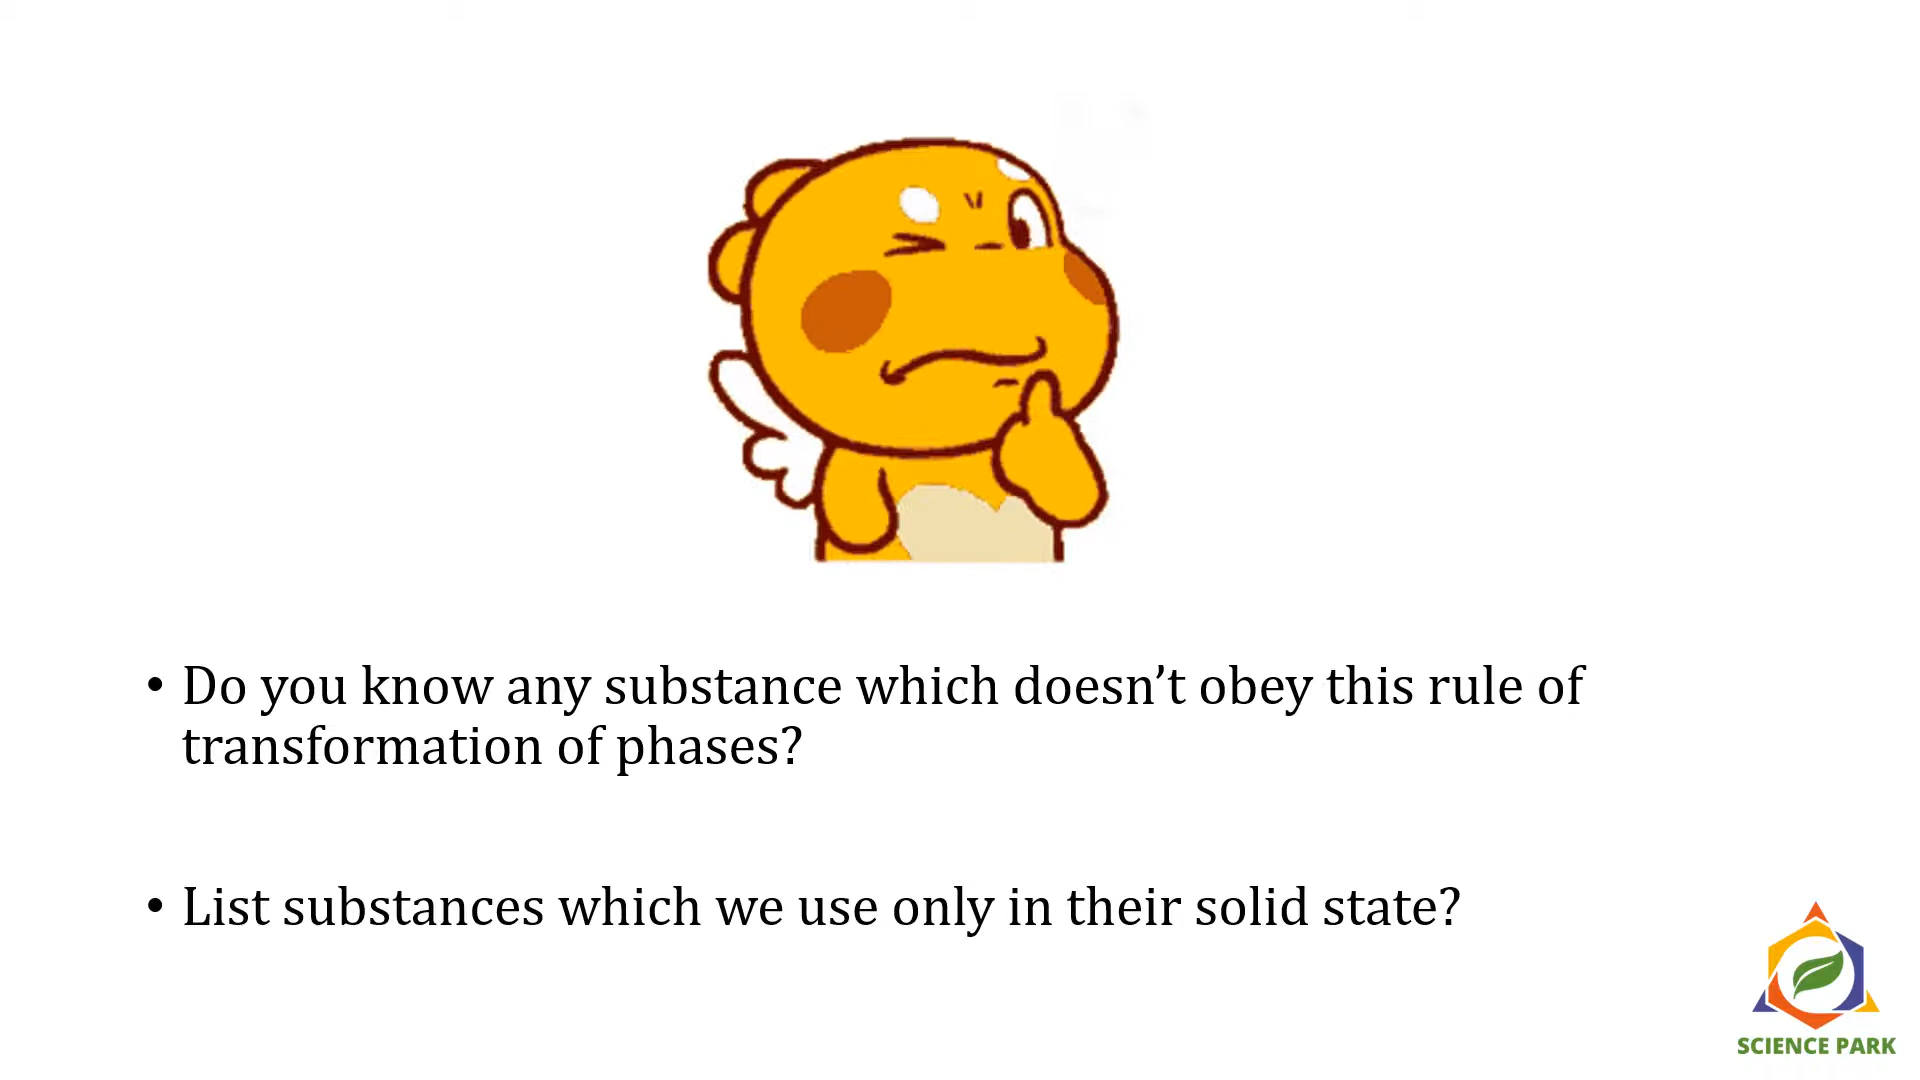 • Do you know any substance which doesn’t obey this rule of
transformation of phases?
• List substances which we use only in their solid state?
SCIENCE PARK